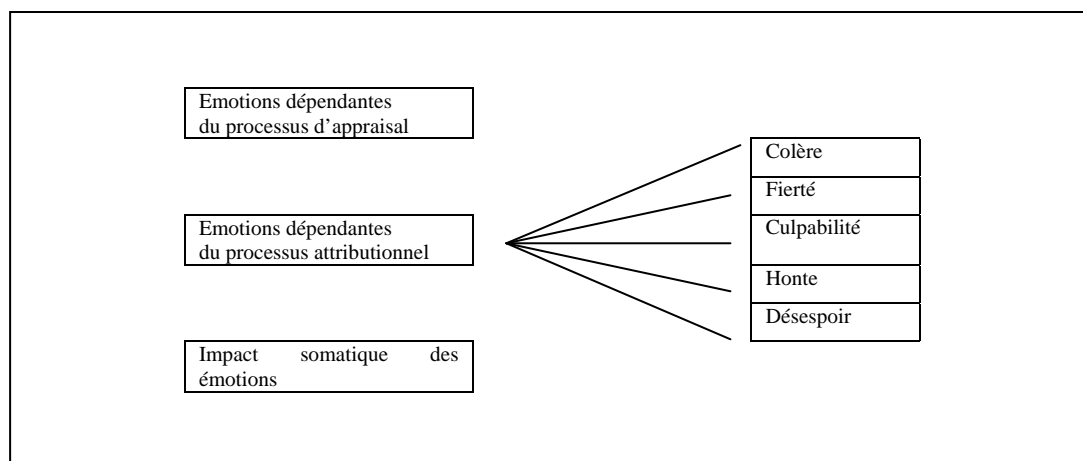 Emotions dépendantes
du processus d’appraisal
Emotions dépendantes
du processus attributionnel
Impact somatique des
émotions
Colère
Fierté
Culpabilité
Honte
Désespoir